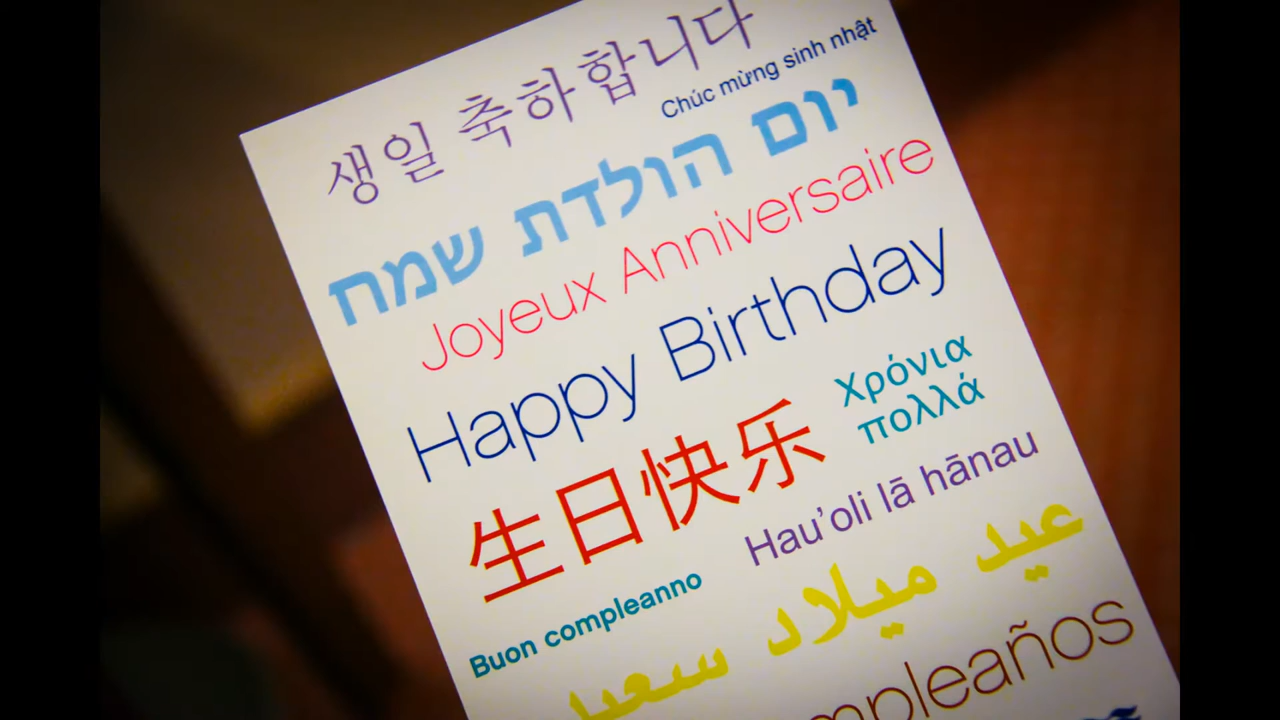 생일 축하합니다
Chúc mừng sinh nhật
יום הולדת שמח
Joyeux Anniversaire
Happy Birthday
Χρόνια
πολλά
生日快乐
Hau’oli lā hānau
Buon compleanno
عيد ميلاد سعيد